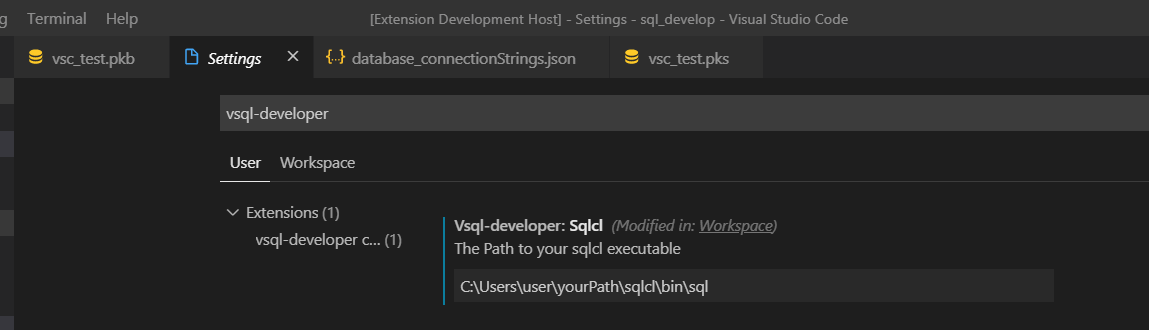 g Terminal Help [Extension Development Host] - Settings - sql_develop - Visual Studio Code
vsc_test.pkb Settings database_connectionStrings.json vsc_test.pks
vsql-developer
User Workspace
Extensions (1)
vsql-developer c... (1)
Vsql-developer: Sqlcl (Modified in: Workspace)
The Path to your sqlcl executable
C:\Users\user\yourPath\sqlcl\bin\sql